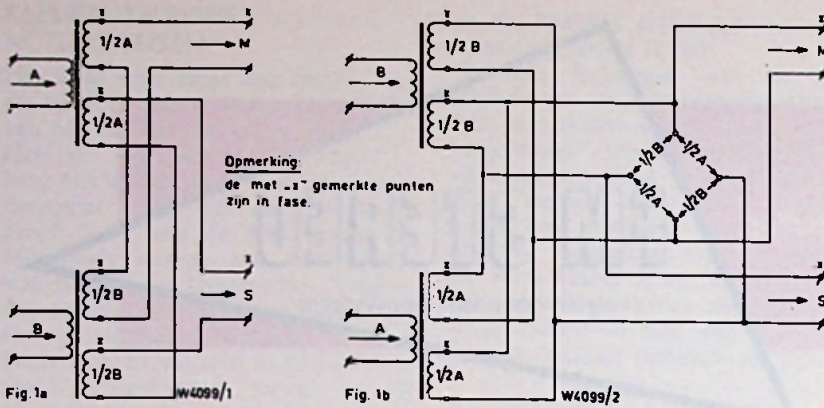 x
x
1/2A
M
A
x
1/2A
Opmerking:
de met „x" gemerkte punten
zijn in fase.
x
x
1/2B
S
B
x
1/2B
Fig. 1a
W4099/1
x
x
1/2 B
M
B
x
1/2 B
1/2B
1/2A
1/2A
1/2B
x
x
1/2A
S
A
x
1/2A
Fig. 1b
W4099/2